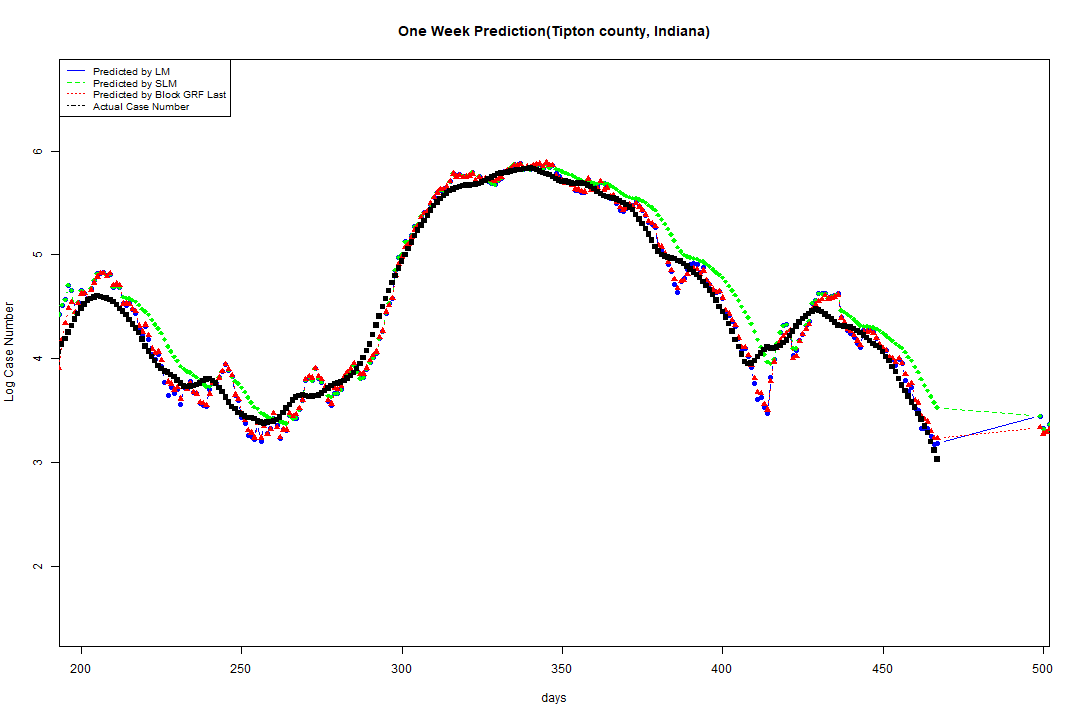 One Week Prediction(Tipton county, Indiana)
Predicted by LM
Predicted by SLM
Predicted by Block GRF Last
Actual Case Number
Log Case Number
6
5
4
3
2
200 250 300 350 400 450 500
days